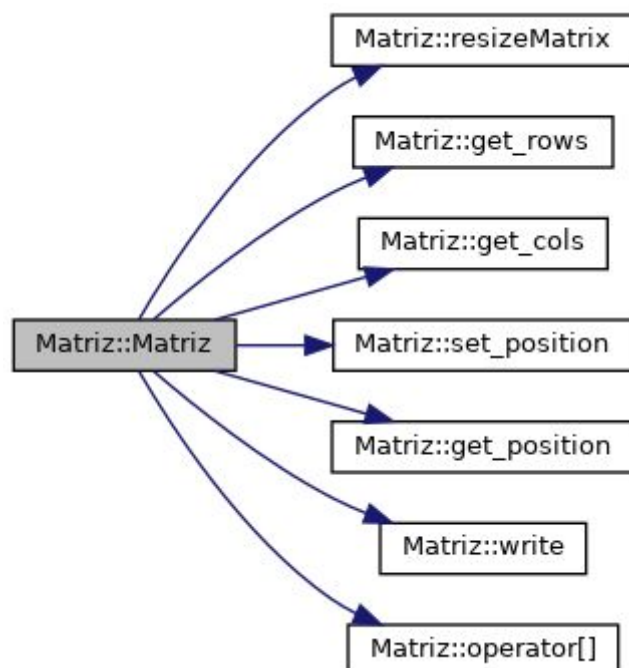 Matriz::resizeMatrix
Matriz::get_rows
Matriz::get_cols
Matriz::Matriz
Matriz::set_position
Matriz::get_position
Matriz::write
Matriz::operator[]